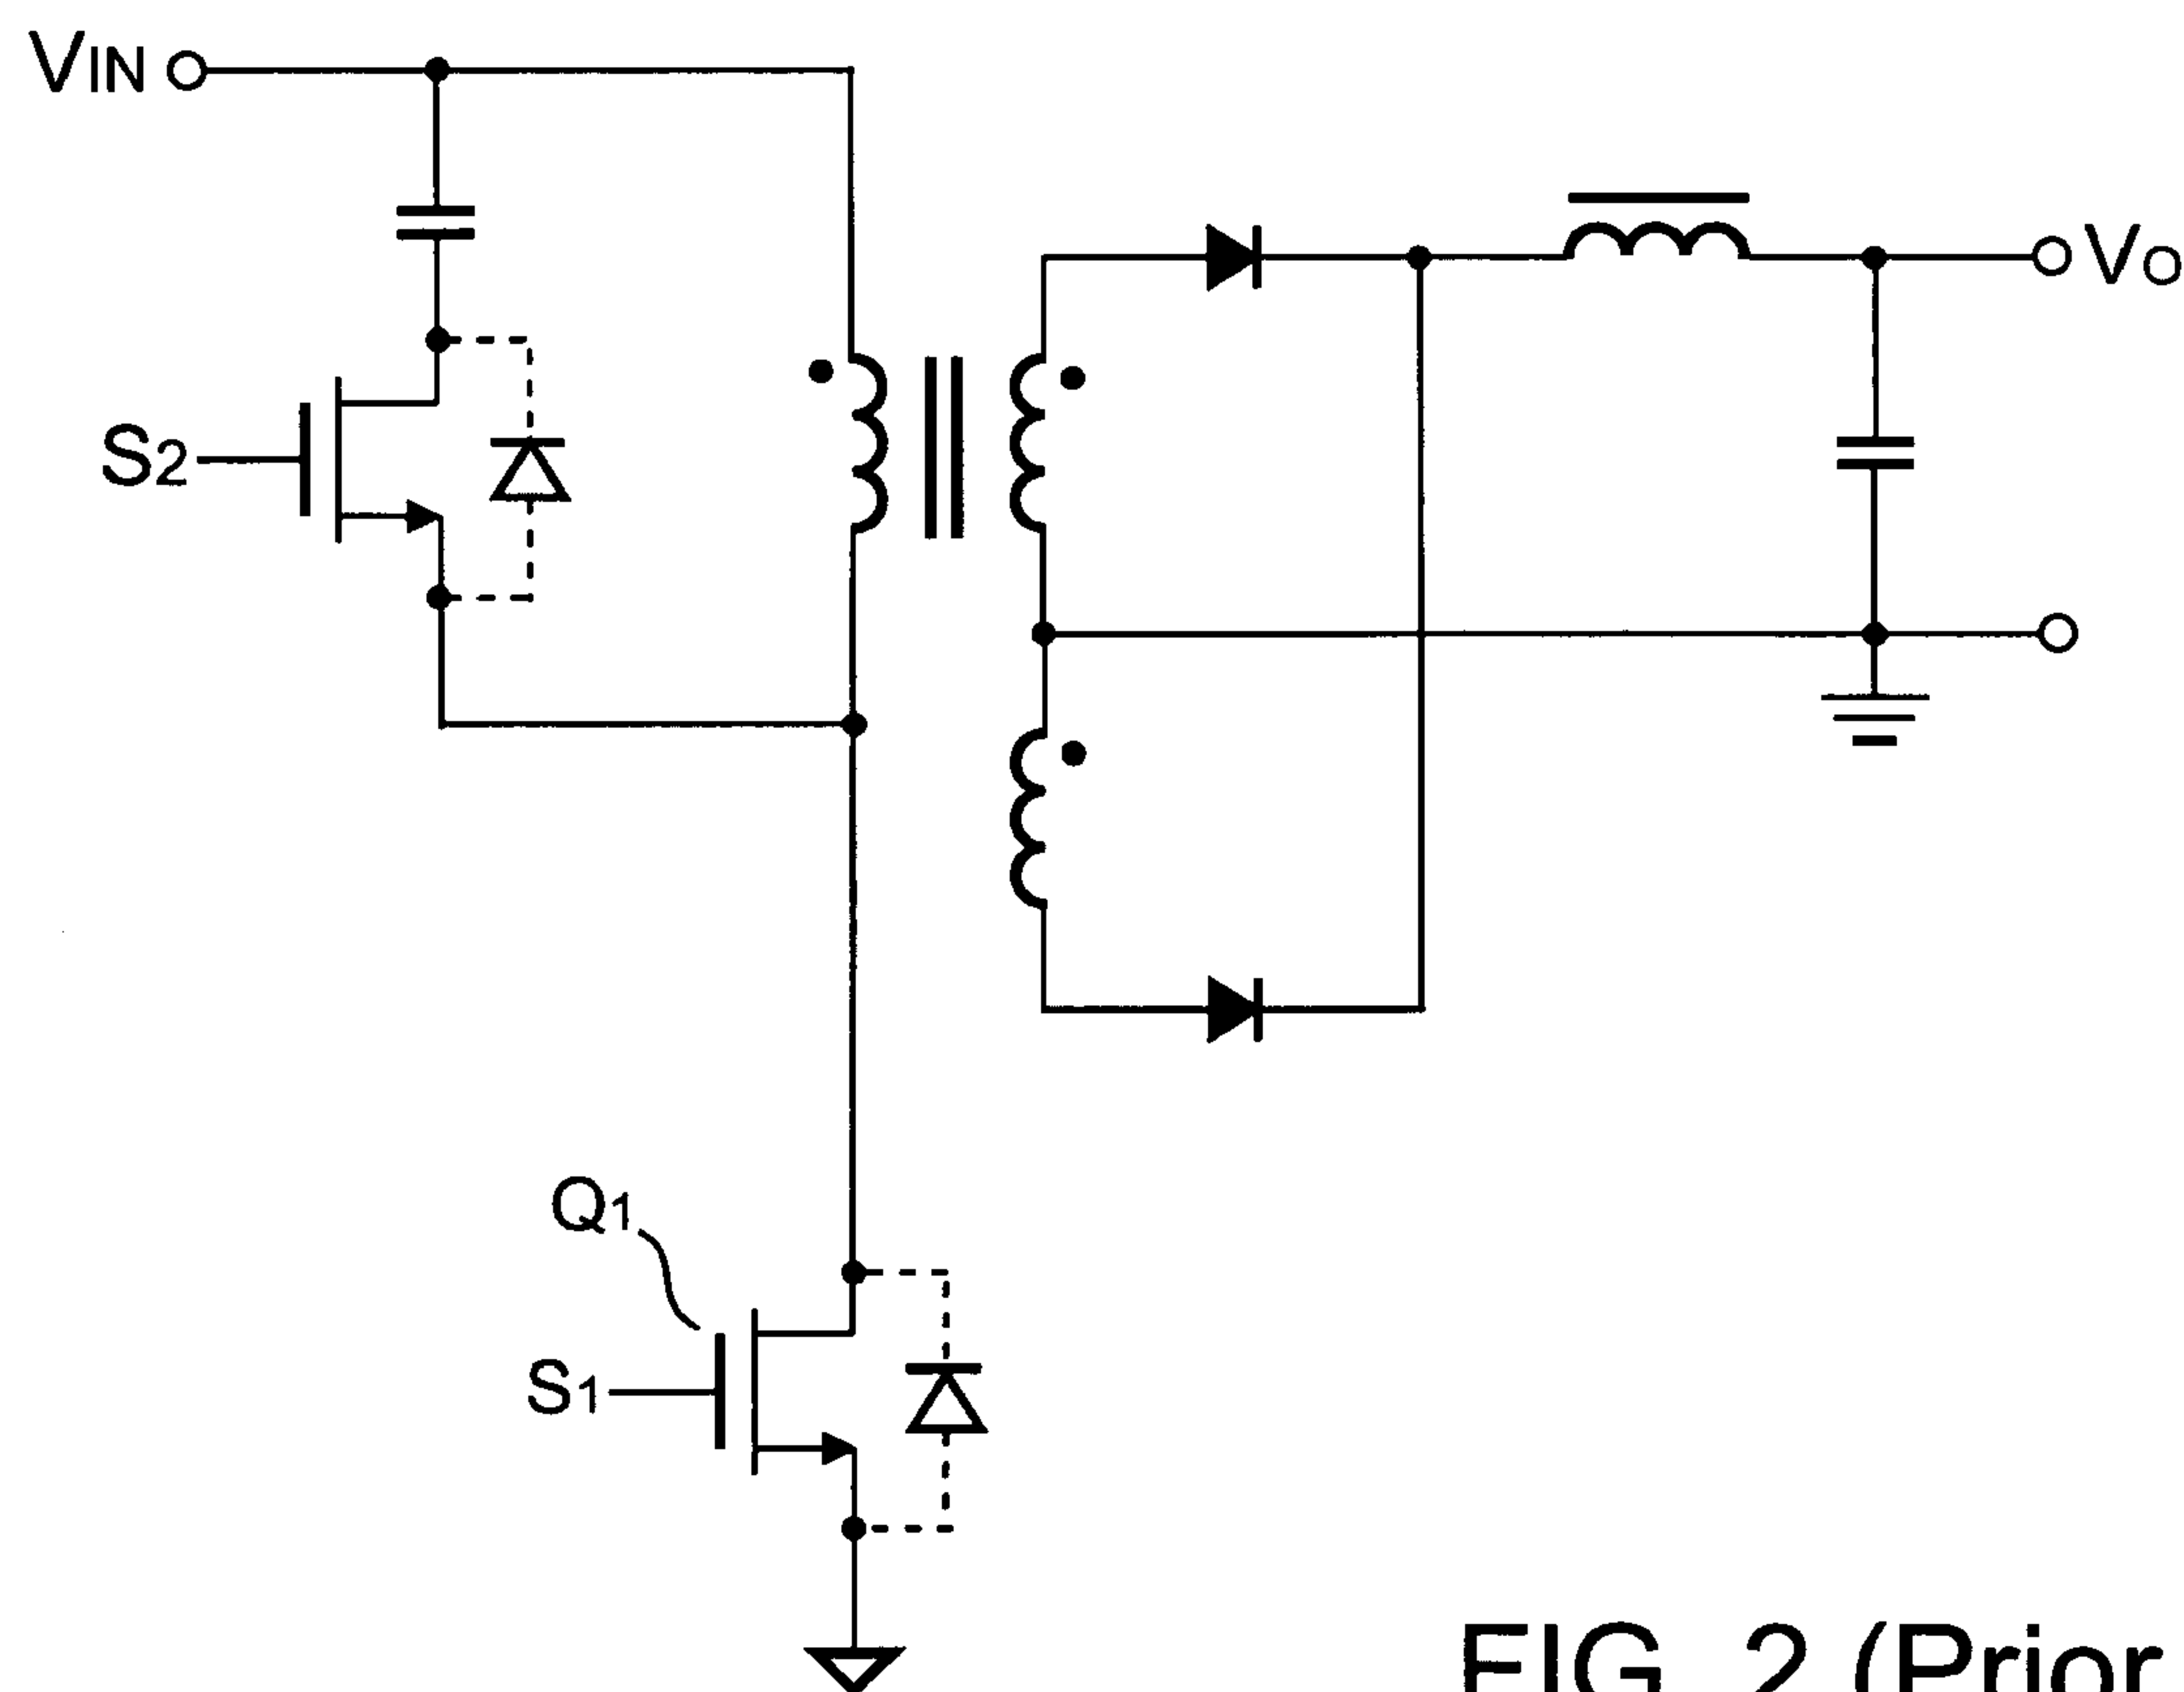 VIN
VO
S2
Q1
S1
FIG. 2 (Prior